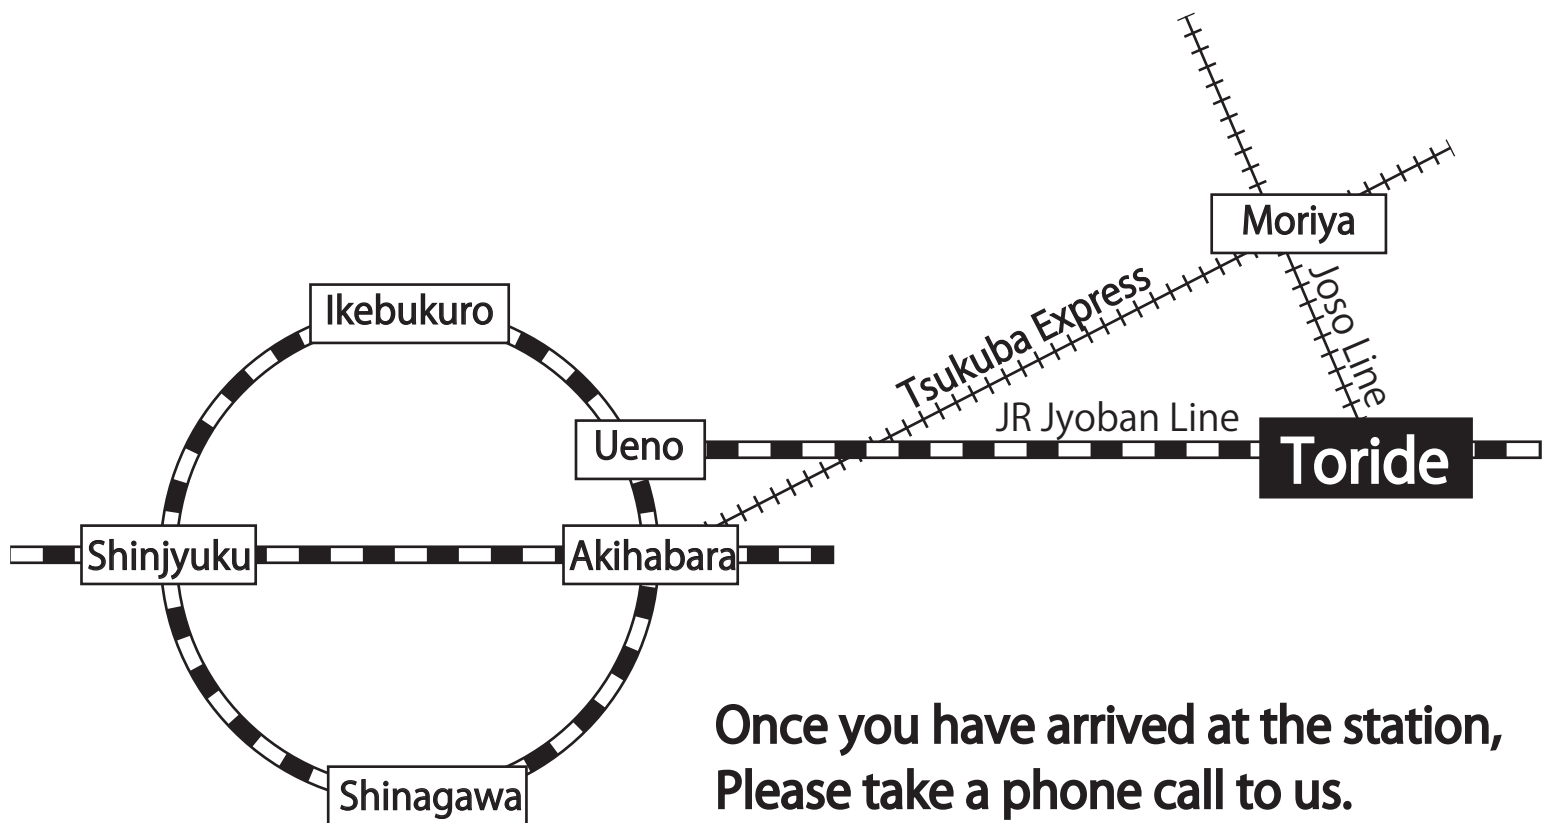 Moriya
Ikebukuro
Tsukuba Express
Joso Line
JR Jyoban Line
Ueno
Toride
Shinjyuku
Akihabara
Shinagawa
Once you have arrived at the station,
Please take a phone call to us.